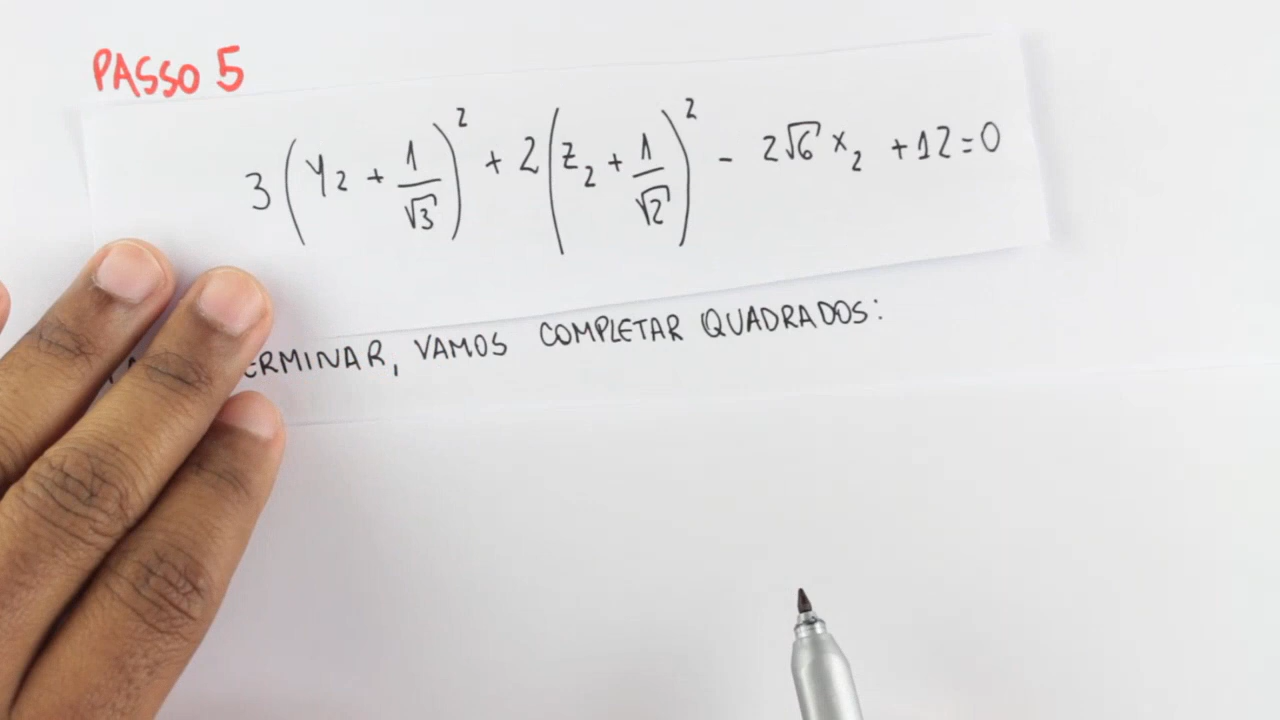 PASSO 5
3(y₂ + 1/√3)² + 2(z₂ + 1/√2)² - 2√6 x₂ + 12 = 0
VAMOS COMPLETAR QUADRADOS: